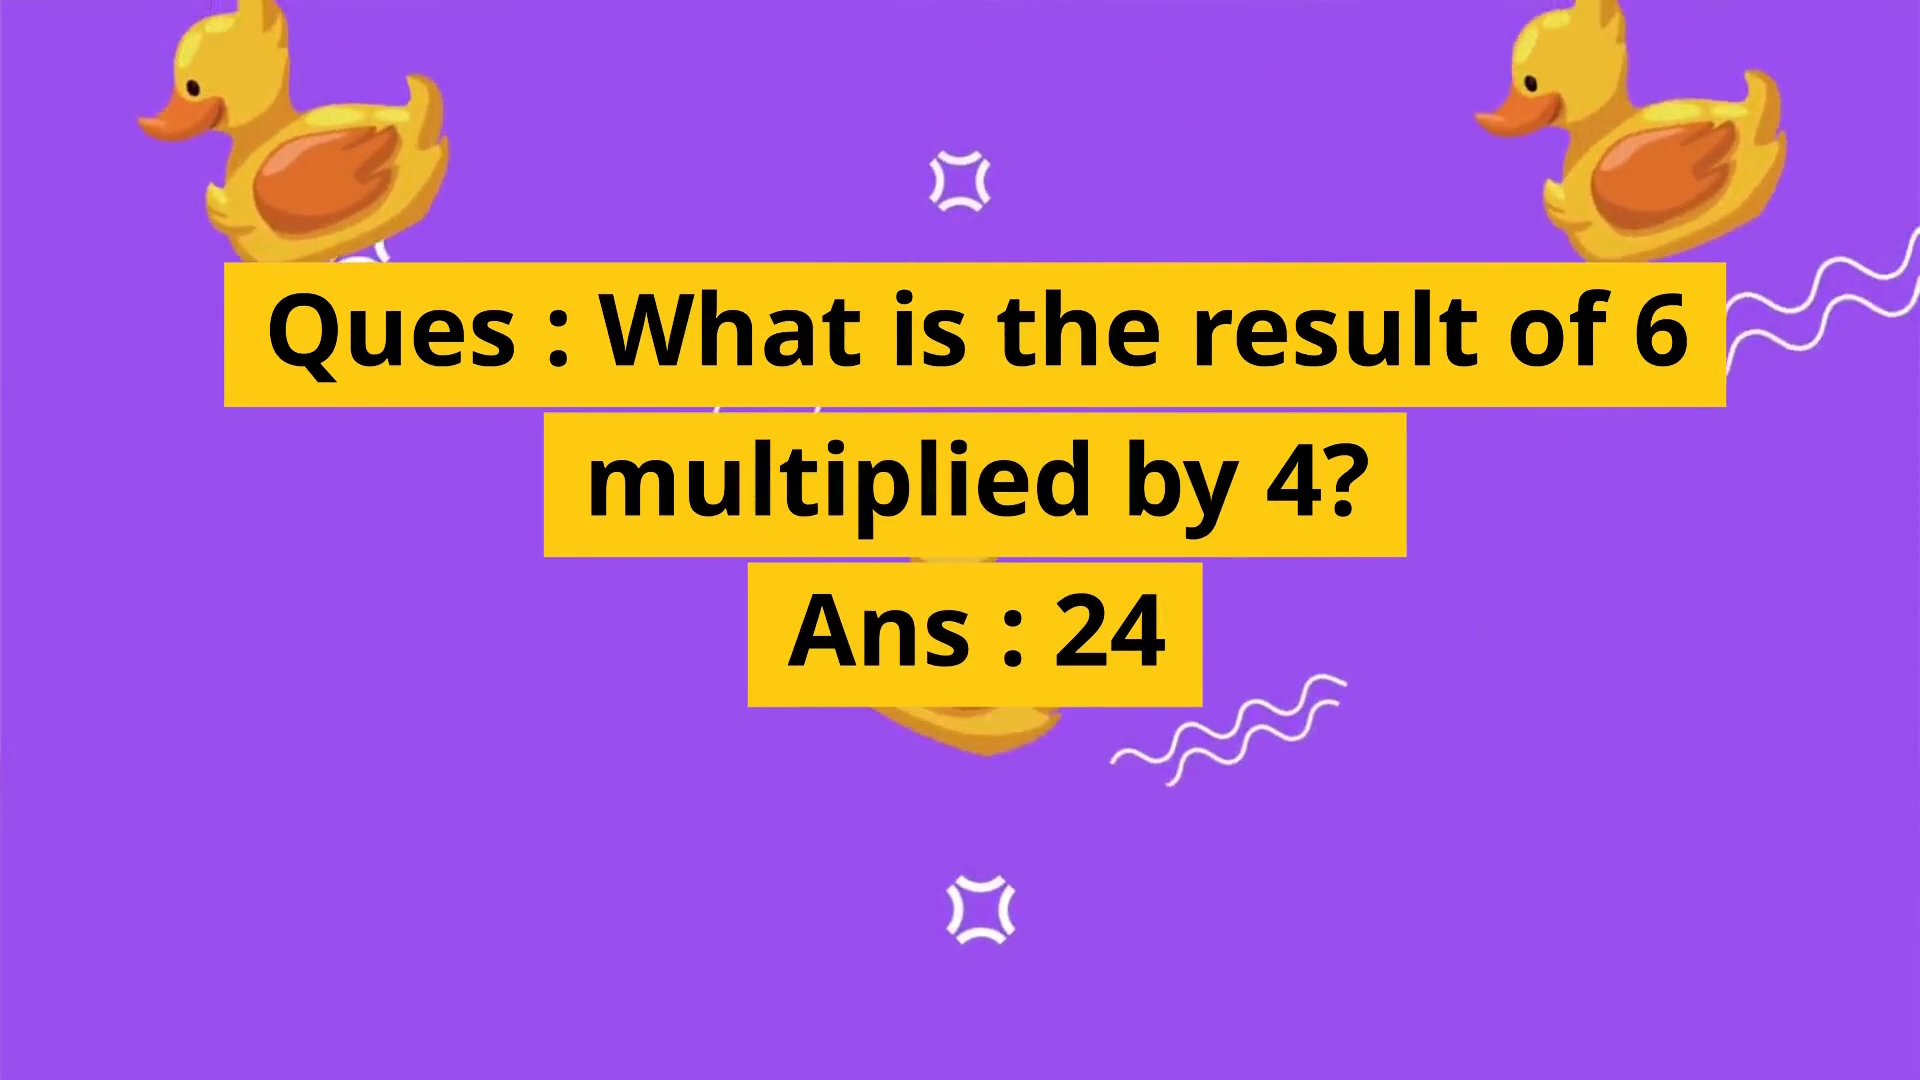 Ques : What is the result of 6
multiplied by 4?
Ans : 24